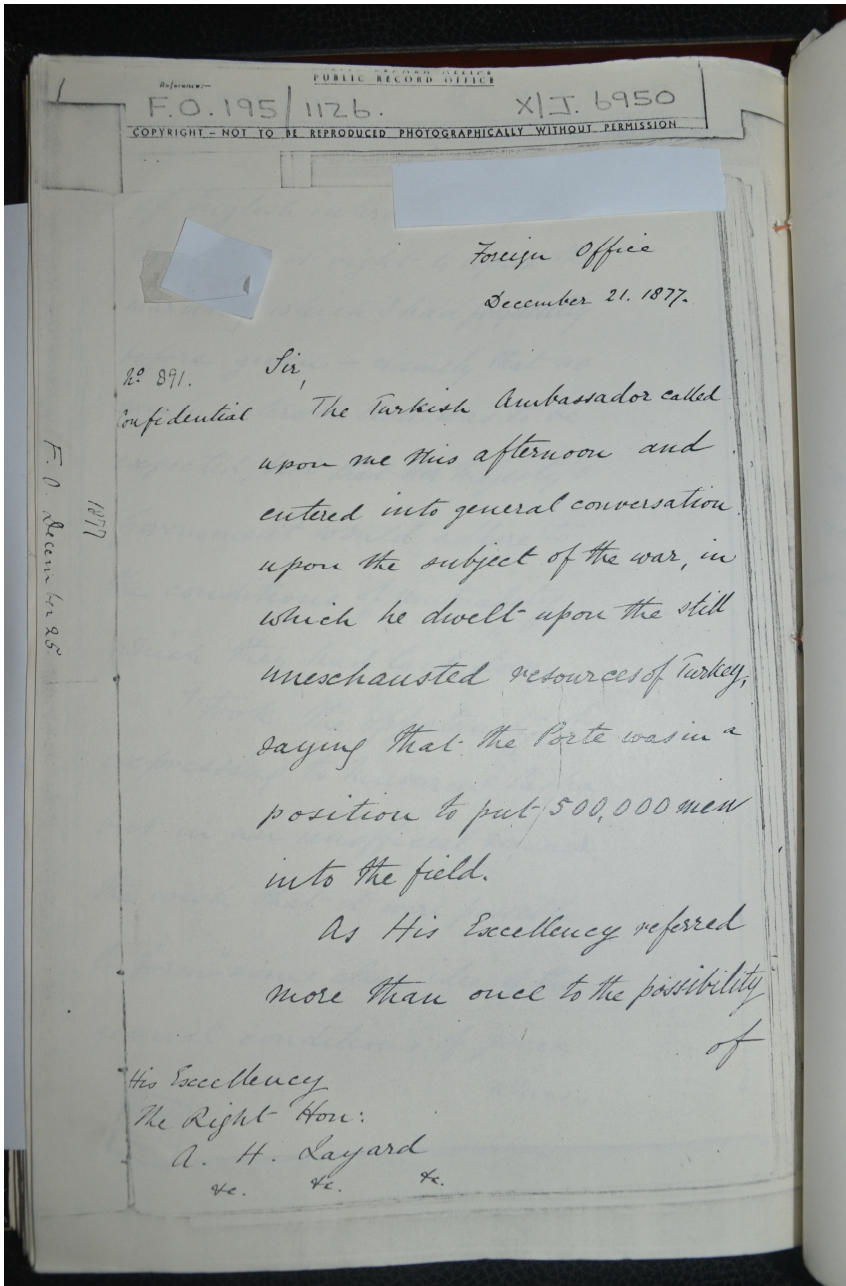 Reference:—
PUBLIC RECORD OFFICE
F.O. 195/1126. X/J. 6950
COPYRIGHT – NOT TO BE REPRODUCED PHOTOGRAPHICALLY WITHOUT PERMISSION
Foreign Office
December 21. 1877.
No 891.
Confidential
Sir,
The Turkish Ambassador called
upon me this afternoon and
entered into general conversation
upon the subject of the war, in
which he dwelt upon the still
unexhausted resources of Turkey,
saying that the Porte was in a
position to put 500,000 men
into the field.
As His Excellency referred
more than once to the possibility
of
His Excellency
The Right Hon:
A. H. Layard
&c. &c. &c.
1877
F. O. December 25.